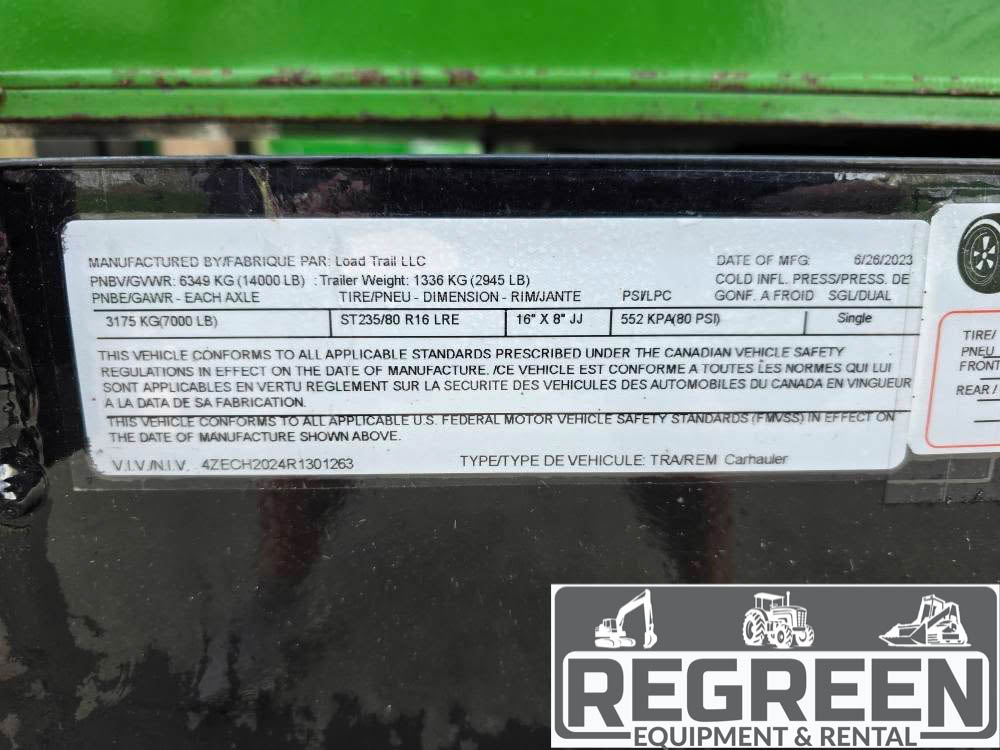 MANUFACTURED BY/FABRIQUE PAR: Load Trail LLC DATE OF MFG: 6/26/2023
PNBV/GVWR: 6349 KG (14000 LB) : Trailer Weight: 1336 KG (2945 LB) COLD INFL. PRESS/PRESS. DE
PNBE/GAWR - EACH AXLE TIRE/PNEU - DIMENSION - RIM/JANTE PSI/LPC GONF. A FROID SGL/DUAL
3175 KG(7000 LB) ST235/80 R16 LRE 16" X 8" JJ 552 KPA(80 PSI) Single
THIS VEHICLE CONFORMS TO ALL APPLICABLE STANDARDS PRESCRIBED UNDER THE CANADIAN VEHICLE SAFETY
REGULATIONS IN EFFECT ON THE DATE OF MANUFACTURE. /CE VEHICLE EST CONFORME A TOUTES LES NORMES QUI LUI
SONT APPLICABLES EN VERTU REGLEMENT SUR LA SECURITE DES VEHICULES DES AUTOMOBILES DU CANADA EN VINGUEUR
A LA DATA DE SA FABRICATION.
THIS VEHICLE CONFORMS TO ALL APPLICABLE U.S. FEDERAL MOTOR VEHICLE SAFETY STANDARDS (FMVSS) IN EFFECT ON
THE DATE OF MANUFACTURE SHOWN ABOVE.
V.I.V./N.I.V. 4ZECH2024R1301263 TYPE/TYPE DE VEHICULE: TRA/REM Carhauler
TIRE/
PNEU
FRONT
REAR /
REGREEN
EQUIPMENT & RENTAL